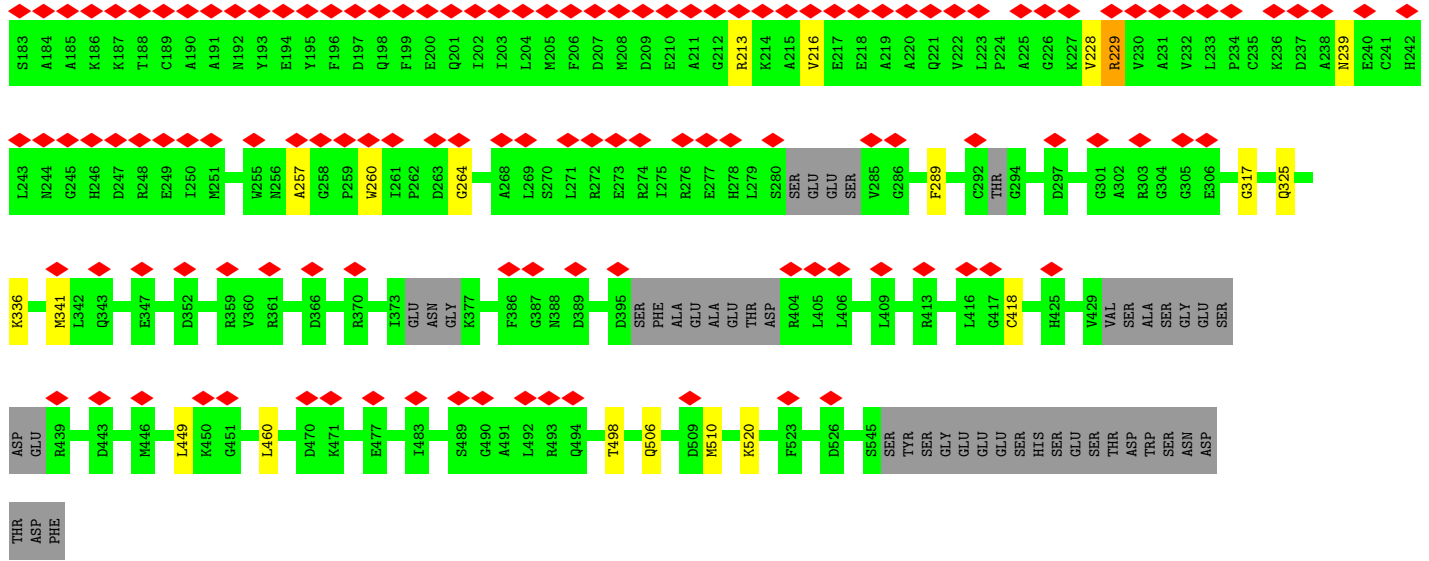 S183 A184 A185 K186 K187 T188 C189 A190 A191 N192 Y193 E194 Y195 F196 D197 Q198 F199 E200 Q201 I202 I203 L204 M205 F206 D207 M208 D209 E210 A211 G212 R213 K214 A215 V216 E217 E218 A219 A220 Q221 V222 L223 P224 A225 G226 K227 V228 R229 V230 A231 V232 L233 P234 C235 K236 D237 A238 N239 E240 C241 H242
L243 N244 G245 H246 D247 R248 E249 I250 M251 W255 N256 A257 G258 P259 W260 I261 P262 D263 G264 A268 L269 S270 L271 R272 E273 R274 I275 R276 E277 H278 L279 S280 SER GLU GLU SER V285 G286 F289 C292 THR G294 D297 G301 A302 R303 G304 G305 E306 G317 Q325
K336 M341 L342 Q343 E347 D352 R359 V360 R361 D366 R370 I373 GLU ASN GLY K377 F386 G387 N388 D389 D395 SER PHE ALA GLU ALA GLU THR ASP R404 L405 L406 L409 R413 L416 G417 C418 H425 V429 VAL SER ALA SER GLY GLU SER
ASP GLU R439 D443 M446 L449 K450 G451 L460 D470 K471 E477 I483 S489 G490 A491 L492 R493 Q494 T498 Q506 D509 M510 K520 F523 D526 S545 SER TYR SER GLY GLU GLU GLU SER HIS SER GLU SER THR ASP TRP SER ASN ASP
THR ASP PHE